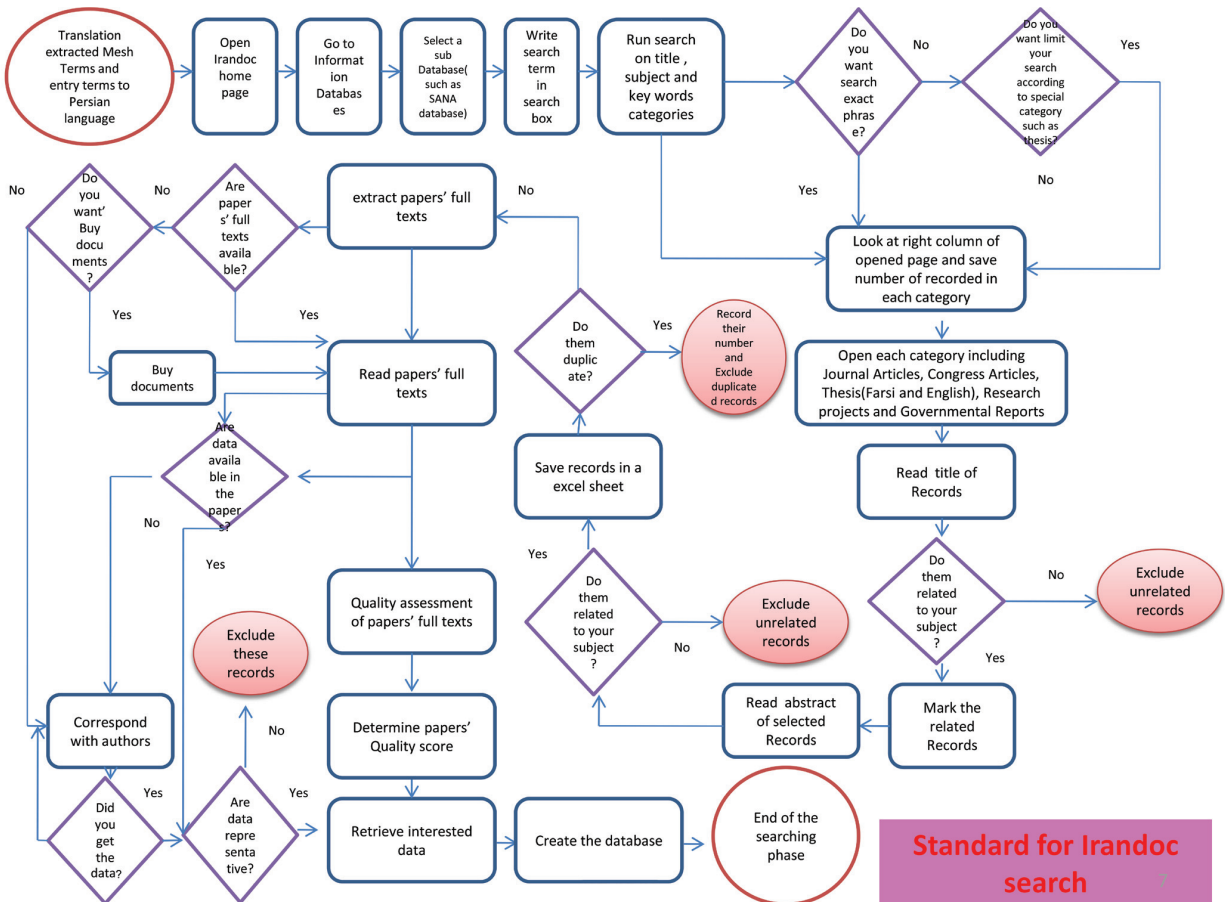 Translation
extracted Mesh
Terms and
entry terms to
Persian
language
Open
Irandoc
home
page
Go to
Information
Databas
es
Select a
sub
Database(
such as
SANA
database)
Write
search
term
in
search
box
Run search
on title ,
subject and
key words
categories
Do
you
want
search
exact
phras
e?
No
Do you
want limit
your
search
according
to special
category
such as
thesis?
Yes
No
Yes
No
Do
you
want’
Buy
docu
ments
?
No
Are
paper
s’ full
texts
availa
ble?
No
extract papers’ full
texts
No
Look at right column of
opened page and save
number of recorded in
each category
Yes
Yes
Do
them
duplic
ate?
Yes
Record
their
number
and
Exclude
duplicate
d records
Buy
documents
Read papers’ full
texts
Open each category including
Journal Articles, Congress Articles,
Thesis(Farsi and English), Research
projects and Governmental Reports
Are
data
availa
ble in
the
paper
s?
No
Yes
Save records in a
excel sheet
Read title of
Records
Yes
Do
them
related
to your
subject
?
No
Exclude
unrelated
records
Do
them
related
to your
subject
?
No
Exclude
unrelated
records
Yes
Quality assessment
of papers’ full texts
Exclude
these
records
No
Correspond
with authors
Determine papers’
Quality score
Read abstract
of selected
Records
Mark the
related
Records
Did
you
get
the
data?
Yes
Are
data
repre
senta
tive?
Yes
Retrieve interested
data
Create the database
End of the
searching
phase
Standard for Irandoc
search
7